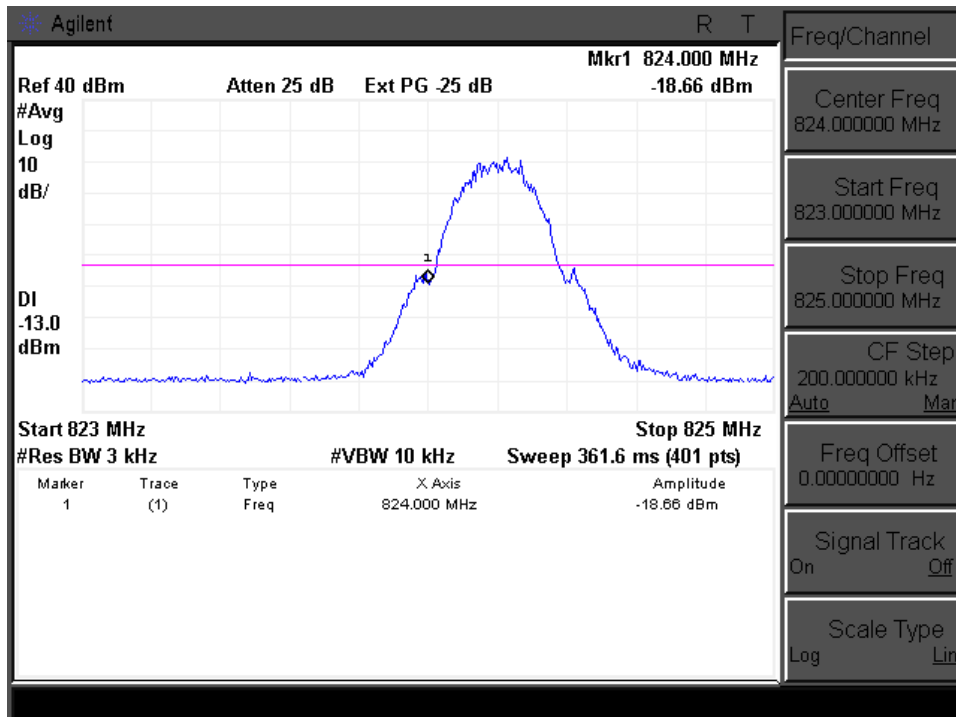 Agilent R T
Mkr1 824.000 MHz
Ref 40 dBm Atten 25 dB Ext PG -25 dB -18.66 dBm
#Avg
Log
10
dB/
1
DI
-13.0
dBm
Start 823 MHz Stop 825 MHz
#Res BW 3 kHz #VBW 10 kHz Sweep 361.6 ms (401 pts)
Marker Trace Type X Axis Amplitude
1 (1) Freq 824.000 MHz -18.66 dBm
Freq/Channel
Center Freq
824.000000 MHz
Start Freq
823.000000 MHz
Stop Freq
825.000000 MHz
CF Step
200.000000 kHz
Auto Man
Freq Offset
0.00000000 Hz
Signal Track
On Off
Scale Type
Log Lin